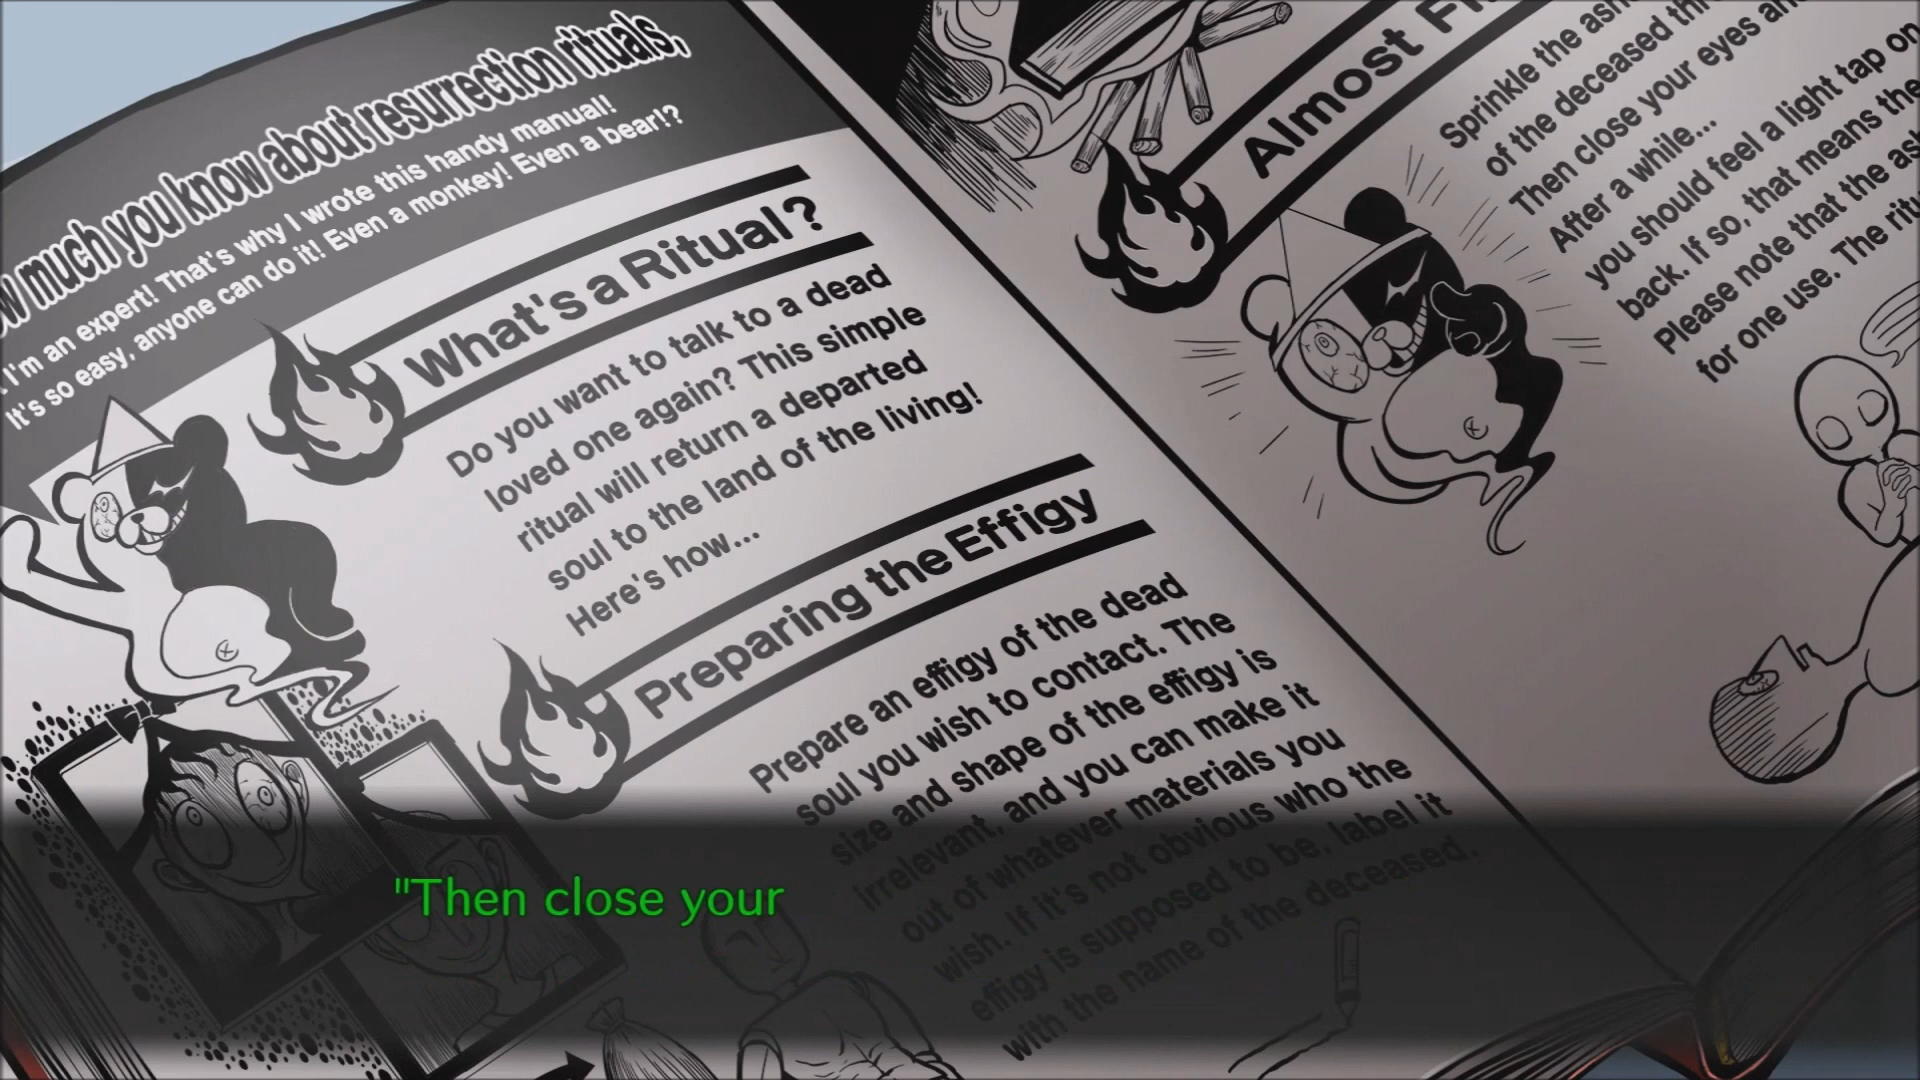 w much you know about resurrection rituals,
I'm an expert! That's why I wrote this handy manual!
It's so easy, anyone can do it! Even a monkey! Even a bear!?
What's a Ritual?
Do you want to talk to a dead
loved one again? This simple
ritual will return a departed
soul to the land of the living!
Here's how...
Preparing the Effigy
Prepare an effigy of the dead
soul you wish to contact. The
size and shape of the effigy is
irrelevant, and you can make it
out of whatever materials you
wish. If it's not obvious who the
effigy is supposed to be, label it
with the name of the deceased.
Almost
Sprinkle the
of the deceased
Then close your eyes
After a while...
you should feel a light tap on
back. If so, that means the
Please note that the
for one use. The
"Then close your